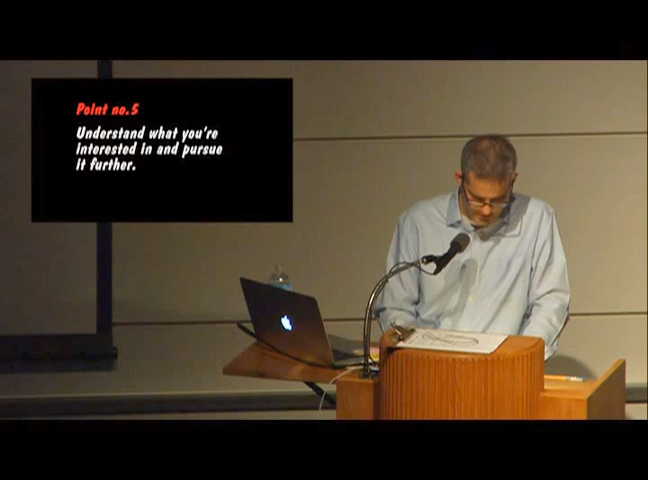 Point no.5
Understand what you're
interested in and pursue
it further.